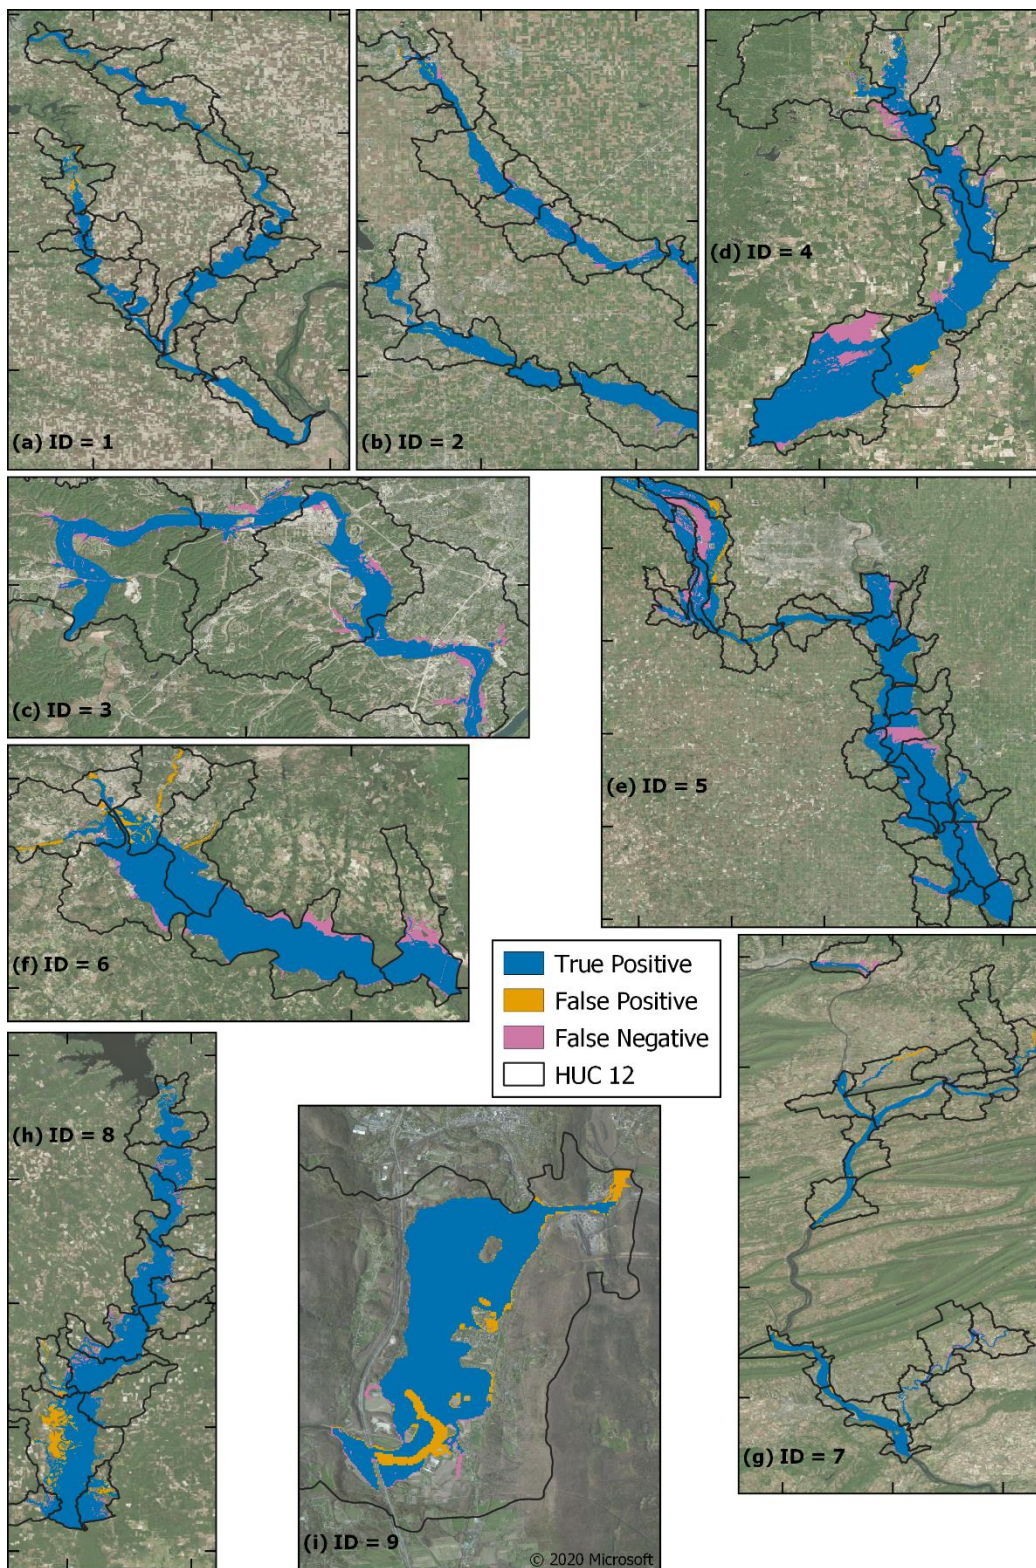 (a) ID = 1
(b) ID = 2
(d) ID = 4
(c) ID = 3
(e) ID = 5
(f) ID = 6
True Positive
False Positive
False Negative
HUC 12
(h) ID = 8
(g) ID = 7
(i) ID = 9
© 2020 Microsoft